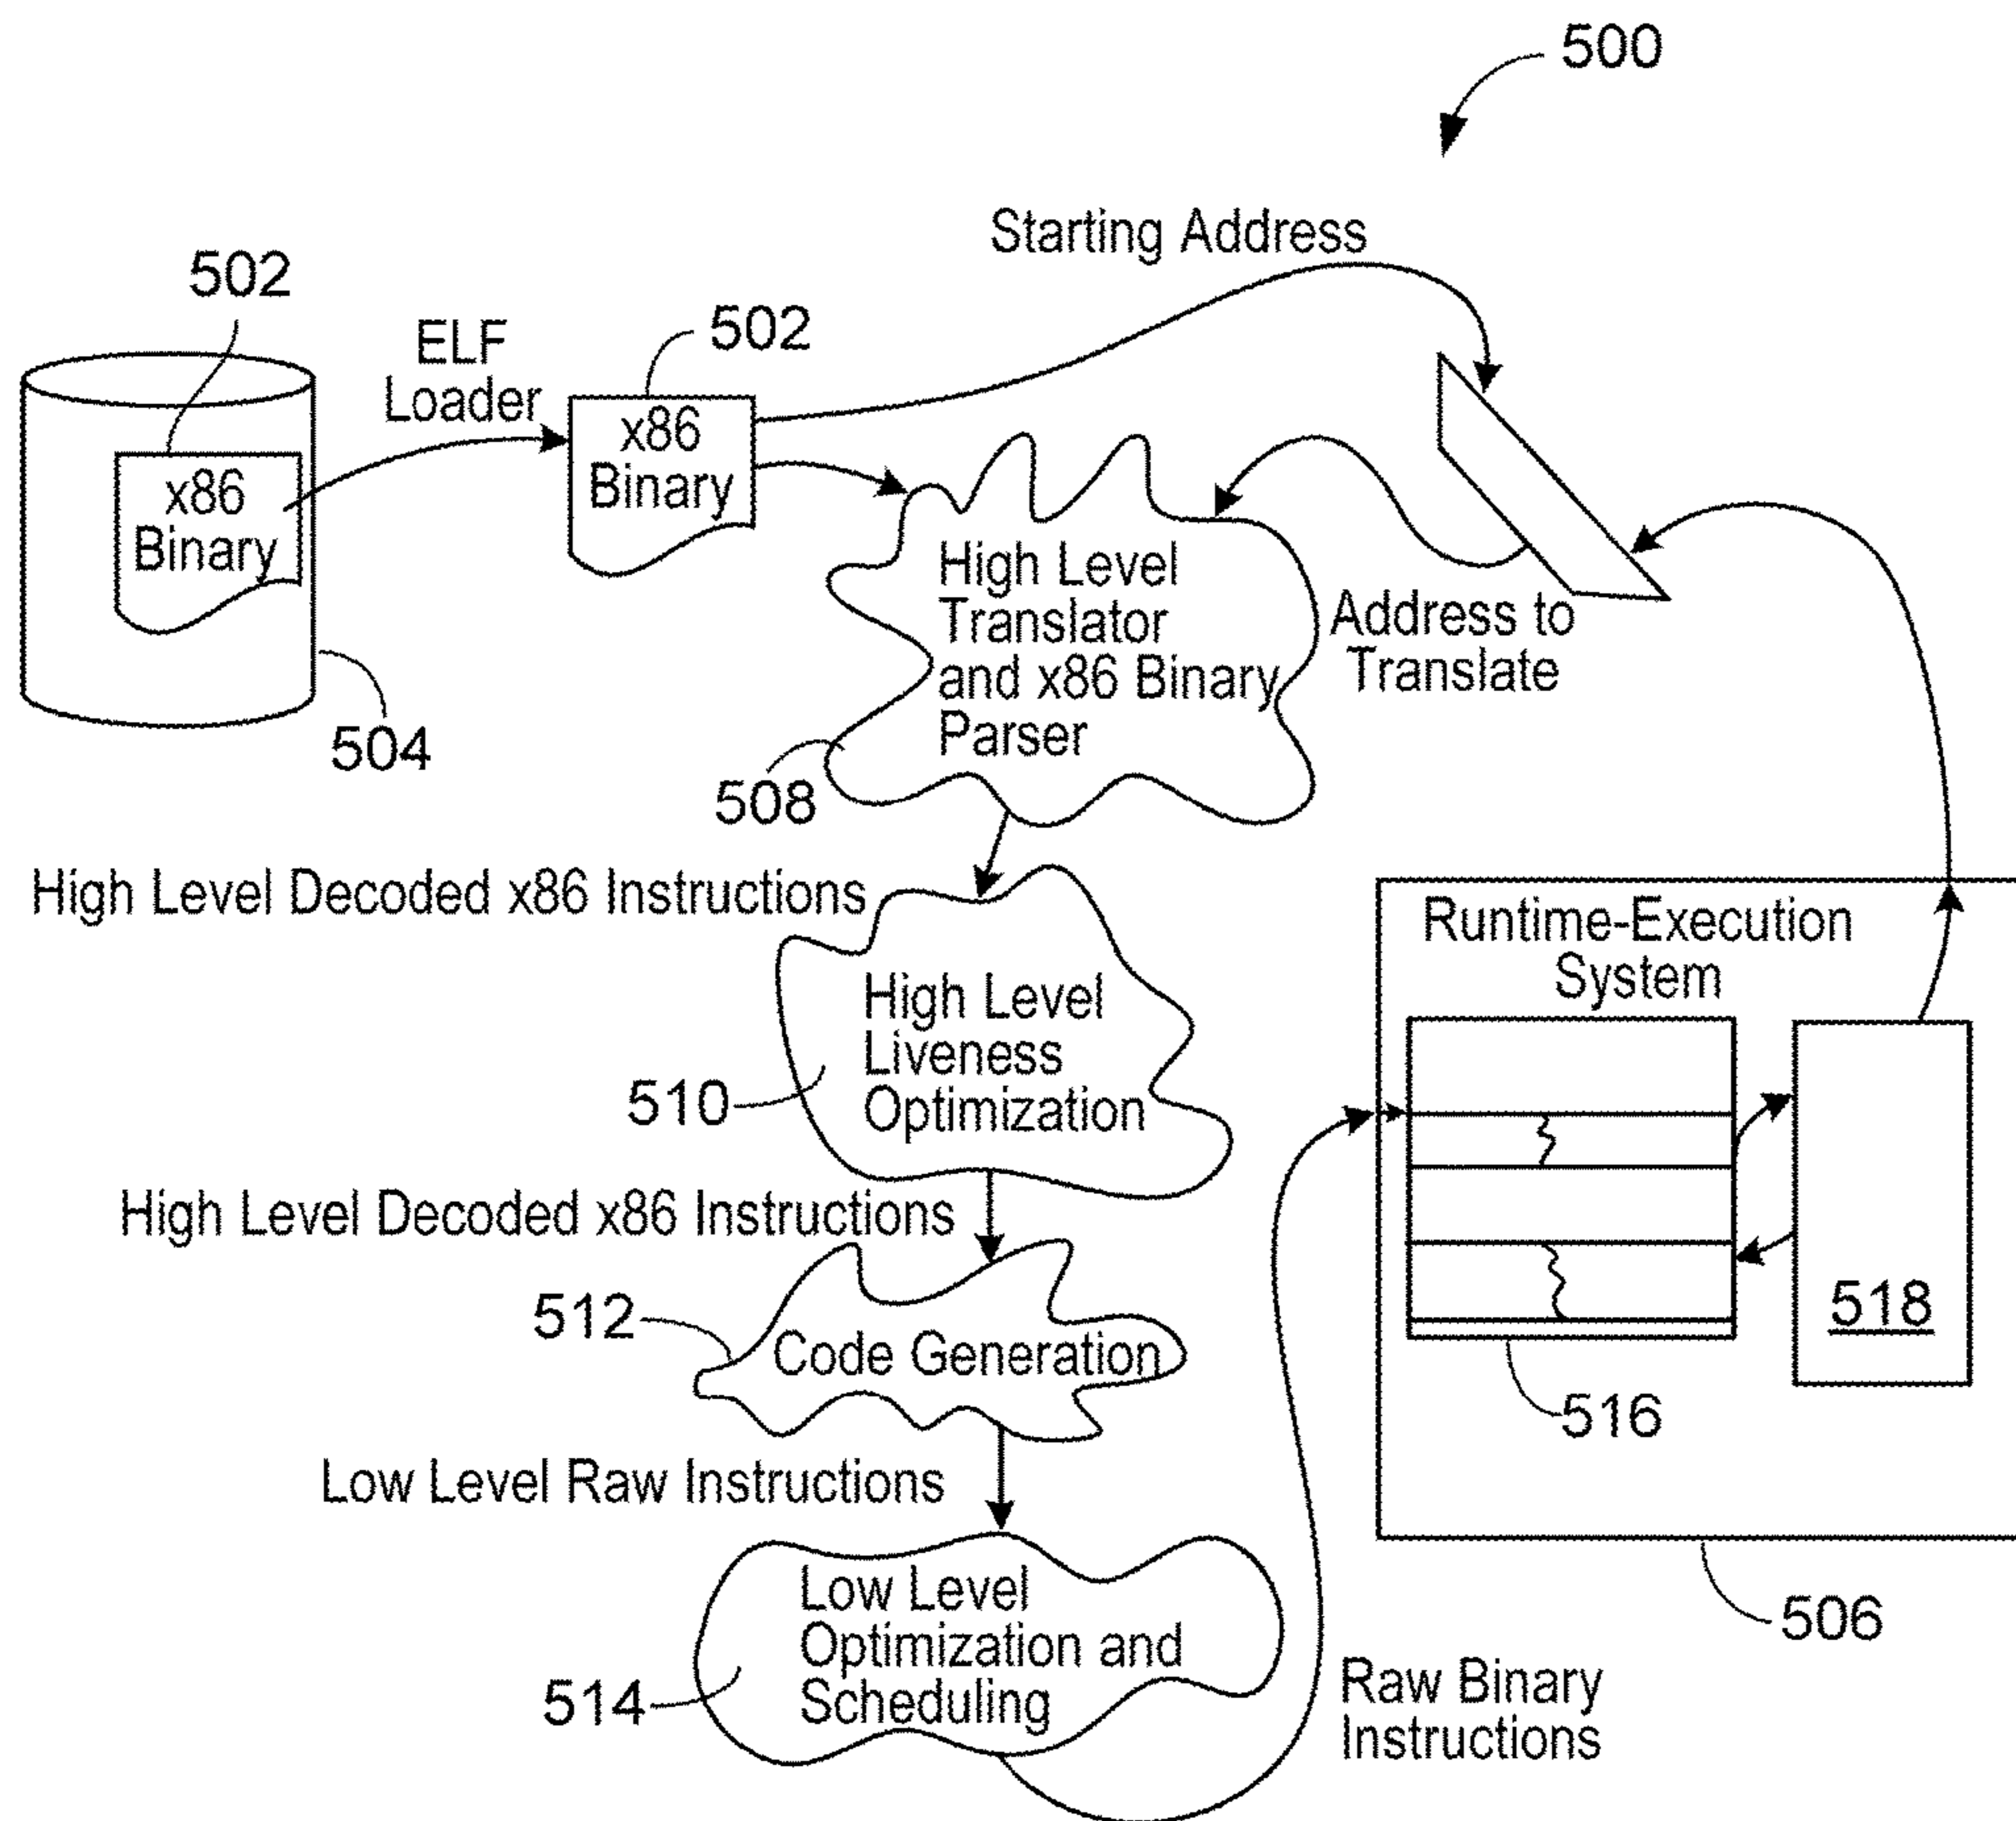 500
Starting Address
502
ELF
Loader
502
x86
Binary
x86
Binary
504
High Level
Translator
and x86 Binary
Parser
508
Address to
Translate
High Level Decoded x86 Instructions
High Level
Liveness
Optimization
510
Runtime-Execution
System
High Level Decoded x86 Instructions
512
Code Generation
518
516
Low Level Raw Instructions
Low Level
Optimization and
Scheduling
514
506
Raw Binary
Instructions